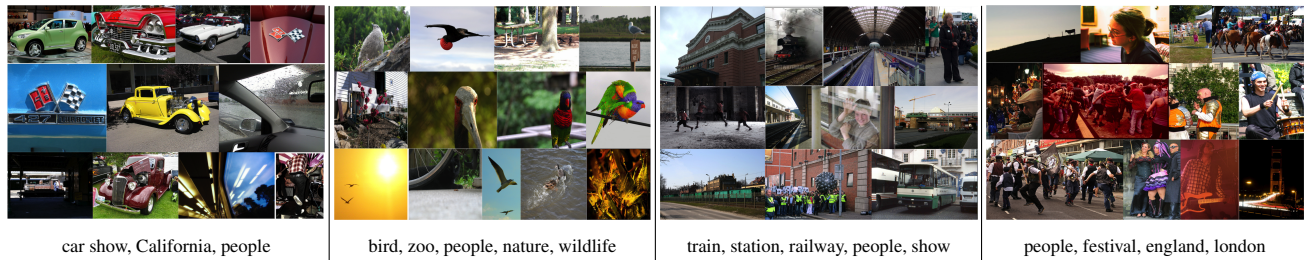 car show, California, people
bird, zoo, people, nature, wildlife
train, station, railway, people, show
people, festival, england, london